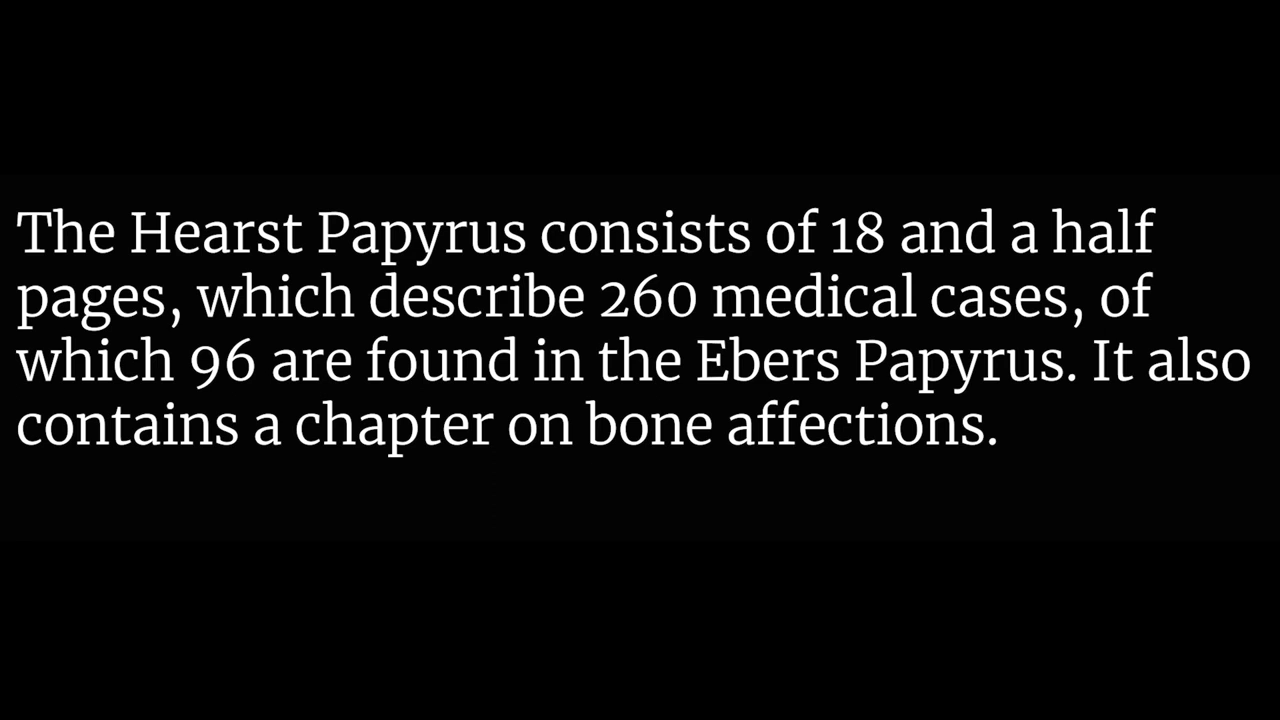 The Hearst Papyrus consists of 18 and a half
pages, which describe 260 medical cases, of
which 96 are found in the Ebers Papyrus. It also
contains a chapter on bone affections.